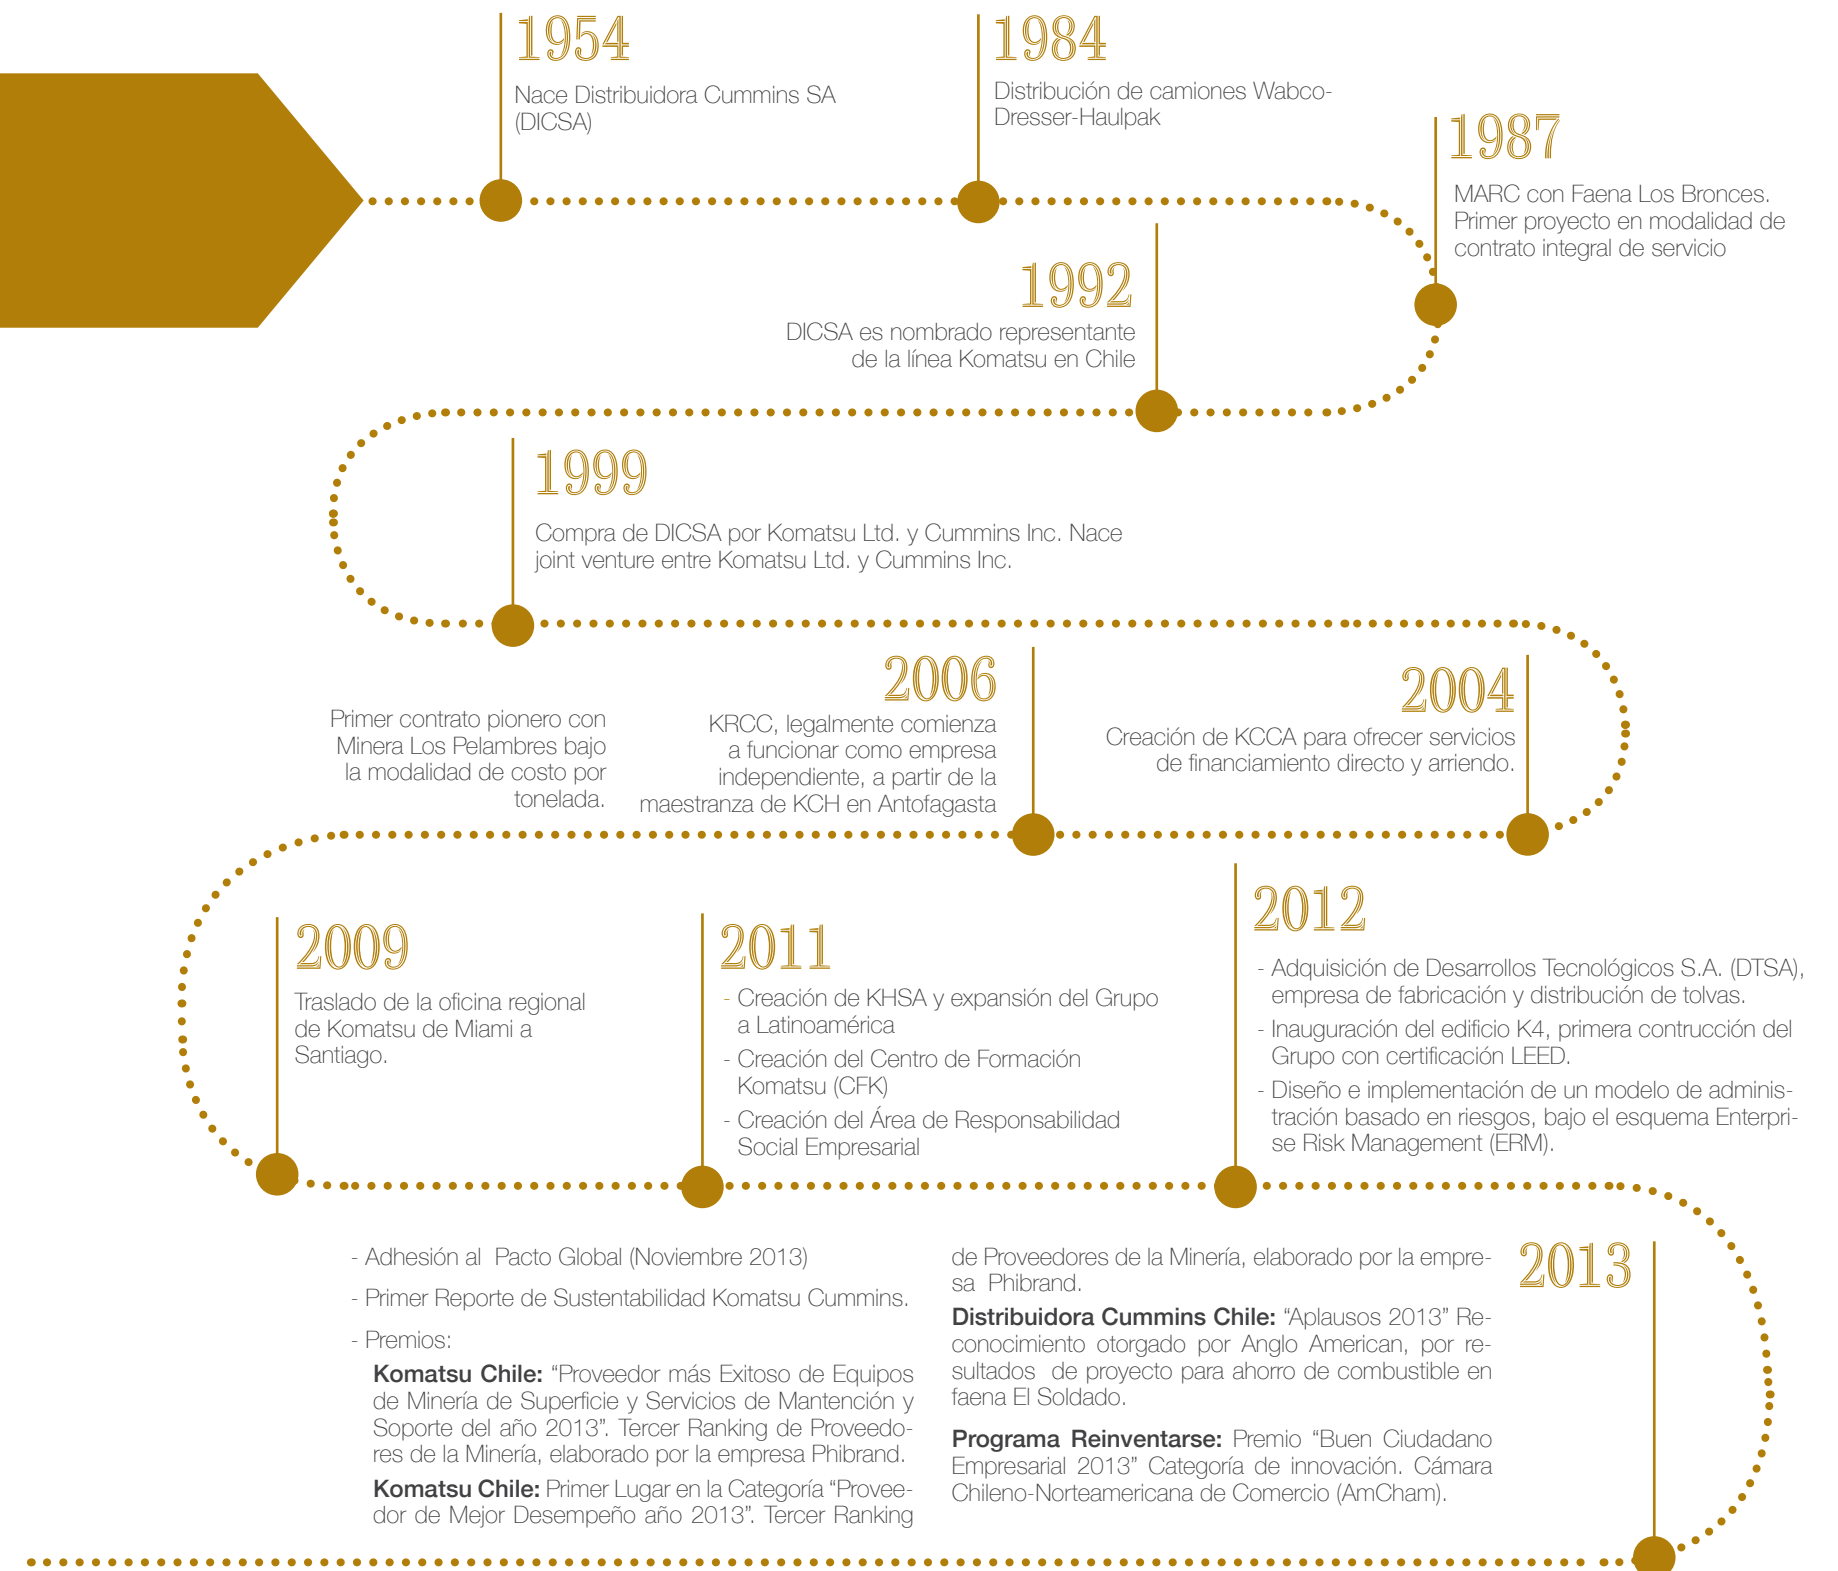 1954
Nace Distribuidora Cummins SA
(DICSA)
1984
Distribución de camiones Wabco-
Dresser-Haulpak
1987
MARC con Faena Los Bronces.
Primer proyecto en modalidad de
contrato integral de servicio
1992
DICSA es nombrado representante
de la línea Komatsu en Chile
1999
Compra de DICSA por Komatsu Ltd. y Cummins Inc. Nace
joint venture entre Komatsu Ltd. y Cummins Inc.
2004
Creación de KCCA para ofrecer servicios
de financiamiento directo y arriendo.
2006
KRCC, legalmente comienza
a funcionar como empresa
independiente, a partir de la
maestranza de KCH en Antofagasta
Primer contrato pionero con
Minera Los Pelambres bajo
la modalidad de costo por
tonelada.
2009
Traslado de la oficina regional
de Komatsu de Miami a
Santiago.
2011
- Creación de KHSA y expansión del Grupo
a Latinoamérica
- Creación del Centro de Formación
Komatsu (CFK)
- Creación del Área de Responsabilidad
Social Empresarial
2012
- Adquisición de Desarrollos Tecnológicos S.A. (DTSA),
empresa de fabricación y distribución de tolvas.
- Inauguración del edificio K4, primera contrucción del
Grupo con certificación LEED.
- Diseño e implementación de un modelo de adminis-
tración basado en riesgos, bajo el esquema Enterpri-
se Risk Management (ERM).
2013
- Adhesión al  Pacto Global (Noviembre 2013)
- Primer Reporte de Sustentabilidad Komatsu Cummins.
- Premios:
Komatsu Chile: “Proveedor más Exitoso de Equipos
de Minería de Superficie y Servicios de Mantención y
Soporte del año 2013”. Tercer Ranking de Proveedo-
res de la Minería, elaborado por la empresa Phibrand.
Komatsu Chile: Primer Lugar en la Categoría “Provee-
dor de Mejor Desempeño año 2013”. Tercer Ranking
de Proveedores de la Minería, elaborado por la empre-
sa  Phibrand.
Distribuidora Cummins Chile: “Aplausos 2013” Re-
conocimiento otorgado por Anglo American, por re-
sultados  de proyecto para ahorro de combustible en
faena El Soldado.
Programa Reinventarse: Premio “Buen Ciudadano
Empresarial 2013” Categoría de innovación. Cámara
Chileno-Norteamericana de Comercio (AmCham).